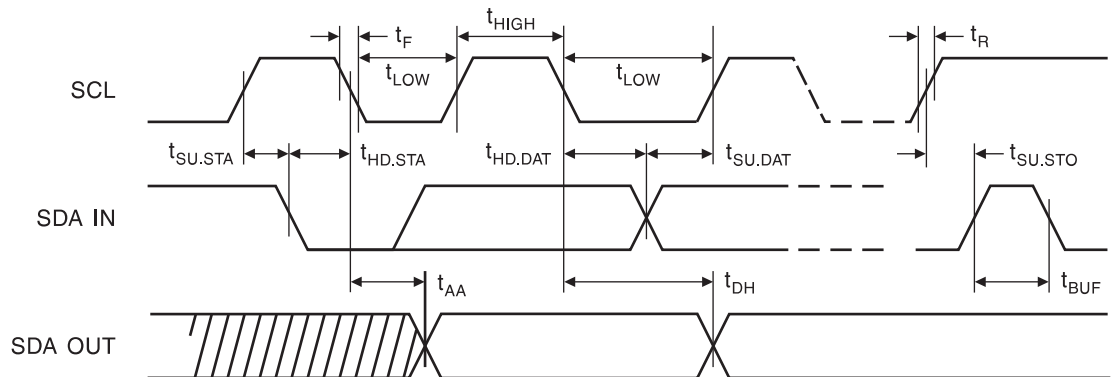 tF
tHIGH
tR
SCL
tLOW
tLOW
tSU.STA
tHD.STA
tHD.DAT
tSU.DAT
tSU.STO
SDA IN
tAA
tDH
tBUF
SDA OUT